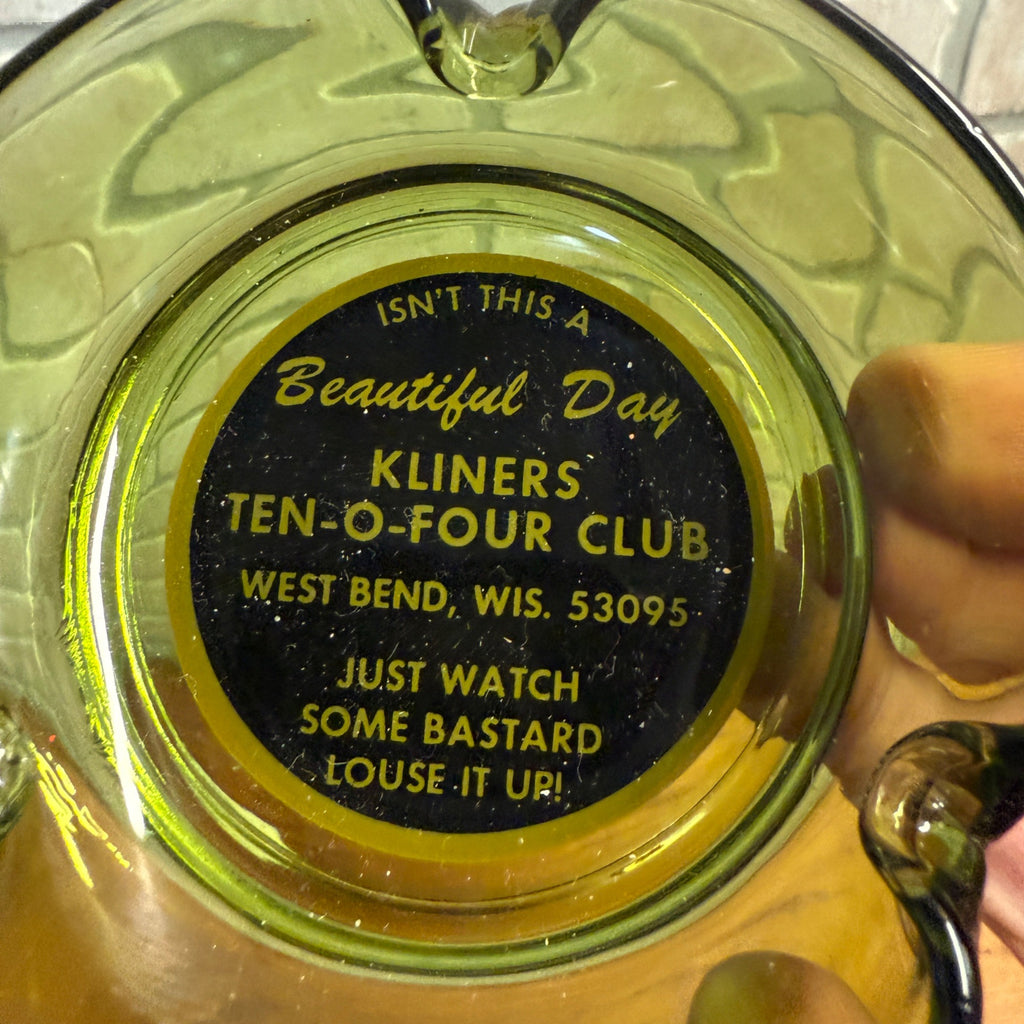 ISN'T THIS A
Beautiful Day
KLINERS
TEN-O-FOUR CLUB
WEST BEND, WIS. 53095
JUST WATCH
SOME BASTARD
LOUSE IT UP!